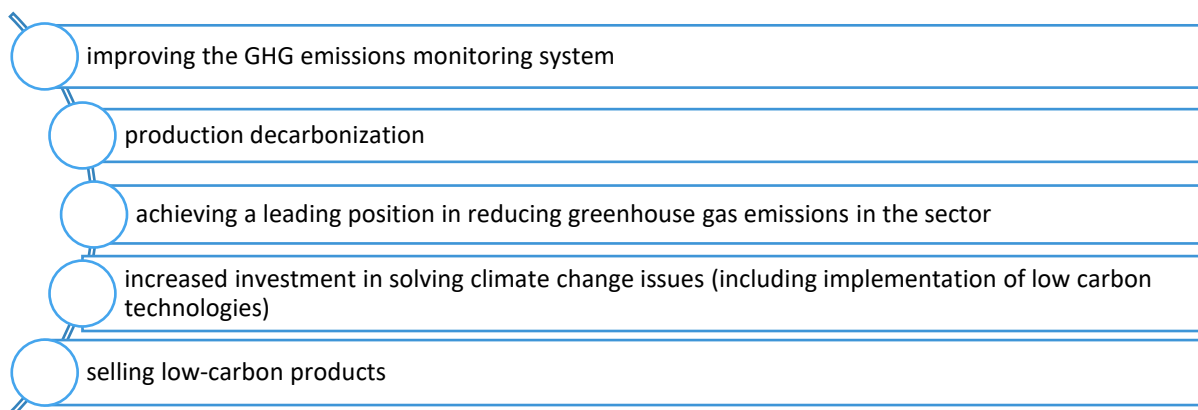 improving the GHG emissions monitoring system
production decarbonization
achieving a leading position in reducing greenhouse gas emissions in the sector
increased investment in solving climate change issues (including implementation of low carbon
technologies)
selling low-carbon products